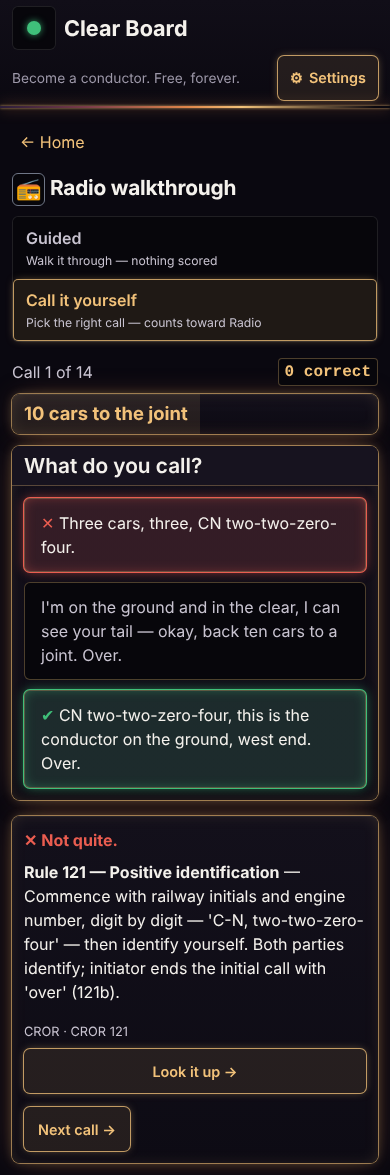 Clear Board
Become a conductor. Free, forever.
⚙ Settings
← Home
📻 Radio walkthrough
Guided
Walk it through — nothing scored
Call it yourself
Pick the right call — counts toward Radio
Call 1 of 14
0 correct
10 cars to the joint
What do you call?
✕ Three cars, three, CN two-two-zero-
four.
I'm on the ground and in the clear, I can
see your tail — okay, back ten cars to a
joint. Over.
✔ CN two-two-zero-four, this is the
conductor on the ground, west end.
Over.
✕ Not quite.
Rule 121 — Positive identification —
Commence with railway initials and engine
number, digit by digit — 'C-N, two-two-zero-
four' — then identify yourself. Both parties
identify; initiator ends the initial call with
'over' (121b).
CROR · CROR 121
Look it up →
Next call →